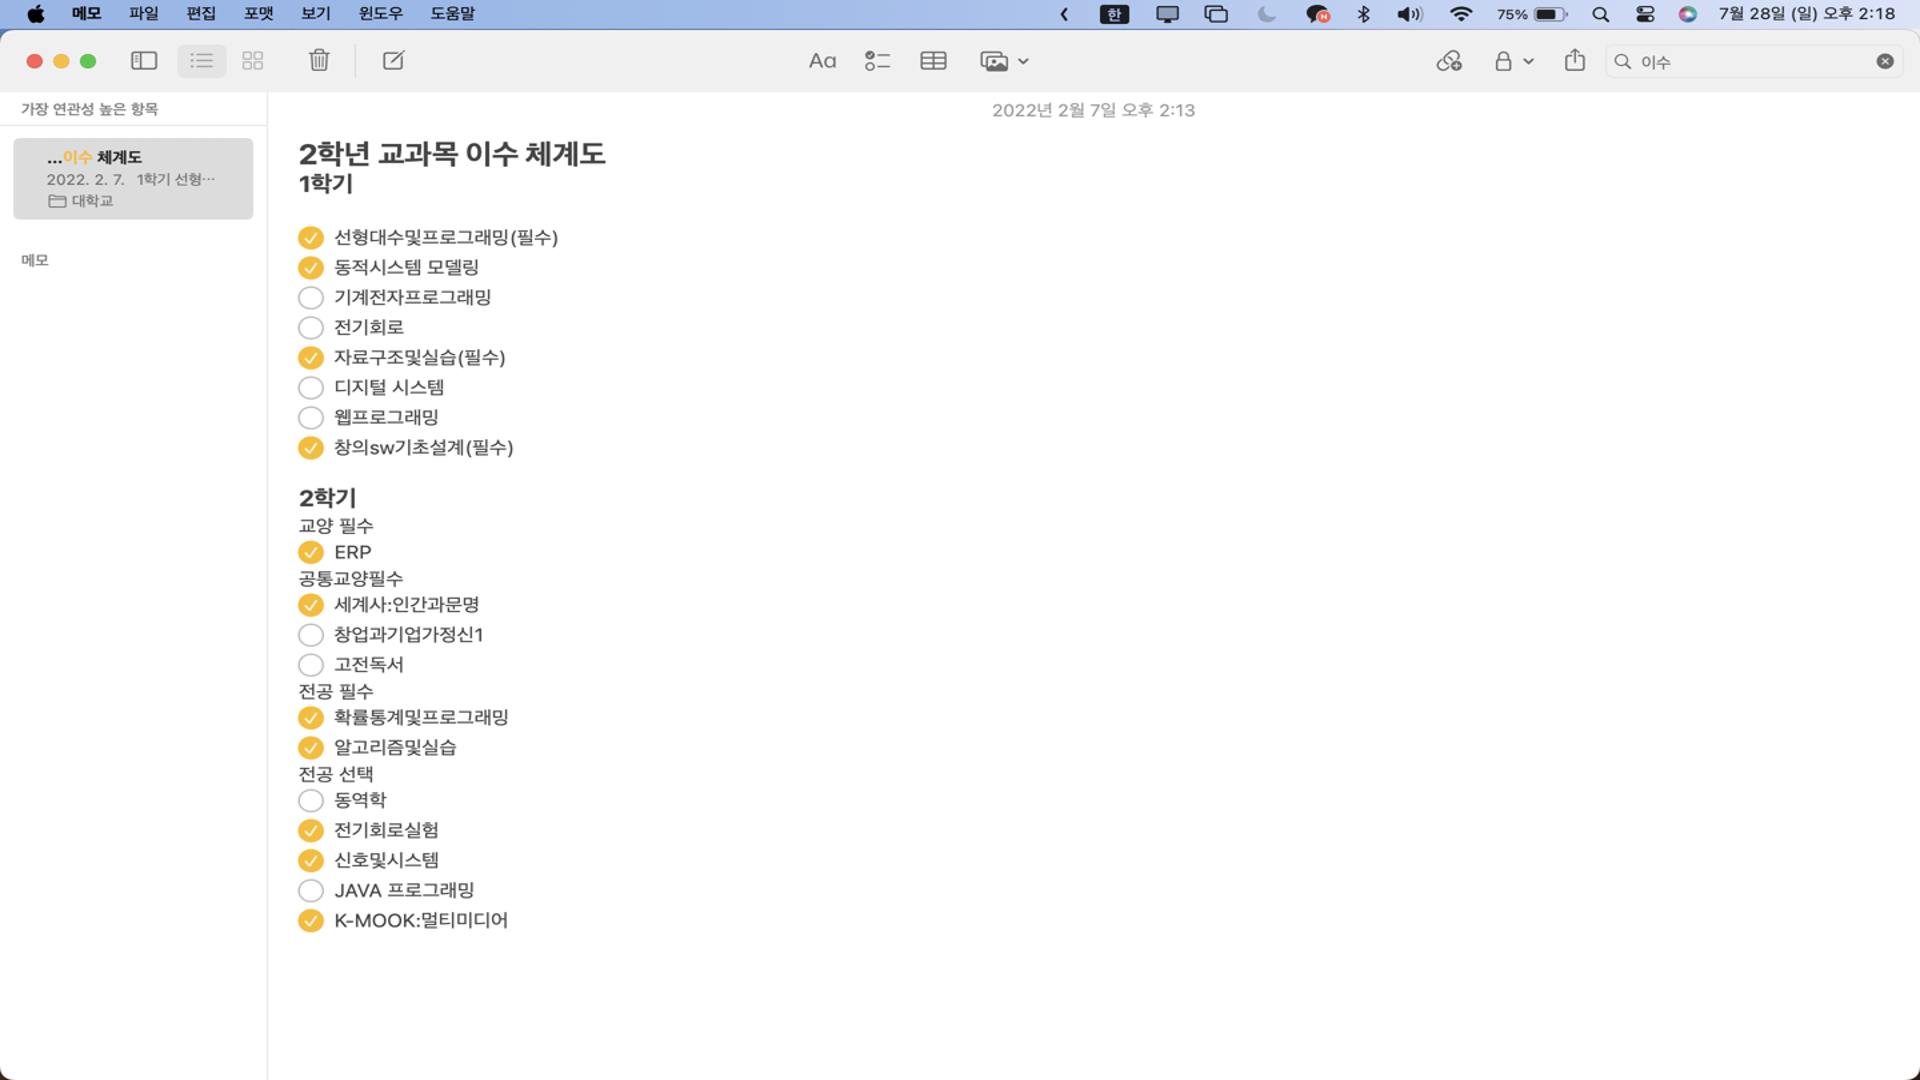 메모 파일 편집 포맷 보기 윈도우 도움말 한 N 75% 7월 28일 (일) 오후 2:18
Aa 이수
가장 연관성 높은 항목
...이수 체계도
2022. 2. 7. 1학기 선형...
대학교
메모
2022년 2월 7일 오후 2:13
2학년 교과목 이수 체계도
1학기
선형대수및프로그래밍(필수)
동적시스템 모델링
기계전자프로그래밍
전기회로
자료구조및실습(필수)
디지털 시스템
웹프로그래밍
창의sw기초설계(필수)
2학기
교양 필수
ERP
공통교양필수
세계사:인간과문명
창업과기업가정신1
고전독서
전공 필수
확률통계및프로그래밍
알고리즘및실습
전공 선택
동역학
전기회로실험
신호및시스템
JAVA 프로그래밍
K-MOOK:멀티미디어